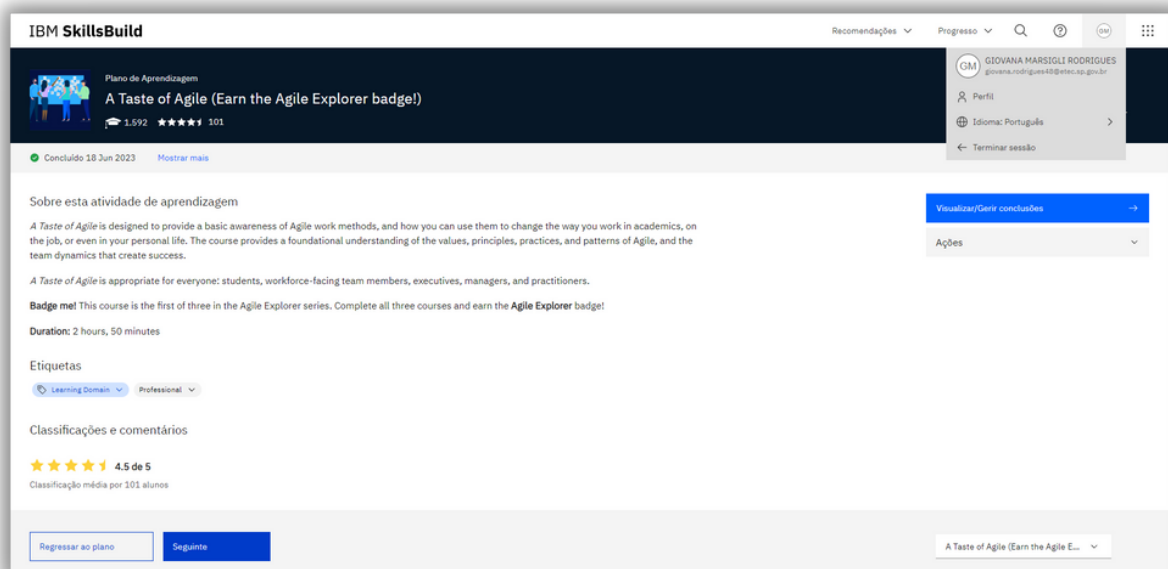 IBM SkillsBuild
Recomendações
Progresso
GM
GM
GIOVANA MARSIGLI RODRIGUES
giovana.rodrigues48@etec.sp.gov.br
Perfil
Idioma: Português
Terminar sessão
Plano de Aprendizagem
A Taste of Agile (Earn the Agile Explorer badge!)
1.592 101
Concluído 18 Jun 2023 Mostrar mais
Sobre esta atividade de aprendizagem
A Taste of Agile is designed to provide a basic awareness of Agile work methods, and how you can use them to change the way you work in academics, on
the job, or even in your personal life. The course provides a foundational understanding of the values, principles, practices, and patterns of Agile, and the
team dynamics that create success.
A Taste of Agile is appropriate for everyone: students, workforce-facing team members, executives, managers, and practitioners.
Badge me! This course is the first of three in the Agile Explorer series. Complete all three courses and earn the Agile Explorer badge!
Duration: 2 hours, 50 minutes
Visualizar/Gerir conclusões
Ações
Etiquetas
Learning Domain Professional
Classificações e comentários
4.5 de 5
Classificação média por 101 alunos
Regressar ao plano Seguinte
A Taste of Agile (Earn the Agile E...